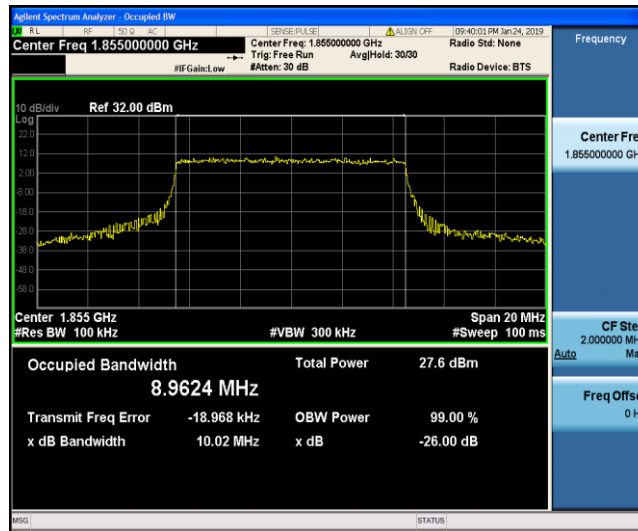 Agilent Spectrum Analyzer - Occupied BW
RL RF 50 Ω AC SENSE:PULSE ALIGN OFF 09:40:01 PM Jan 24, 2019
Center Freq 1.855000000 GHz
Center Freq: 1.855000000 GHz Radio Std: None
Trig: Free Run Avg|Hold: 30/30
#IFGain:Low #Atten: 30 dB Radio Device: BTS
Frequency
10 dB/div Ref 32.00 dBm
Log
22.0
12.0
2.00
-8.00
-18.0
-28.0
-38.0
-48.0
-58.0
Center Fre
1.855000000 GH
Center 1.855 GHz Span 20 MHz
#Res BW 100 kHz #VBW 300 kHz #Sweep 100 ms
CF Ste
2.000000 MH
Auto Ma
Occupied Bandwidth Total Power 27.6 dBm
8.9624 MHz
Transmit Freq Error -18.968 kHz OBW Power 99.00 %
x dB Bandwidth 10.02 MHz x dB -26.00 dB
Freq Offse
0 H
MSG STATUS